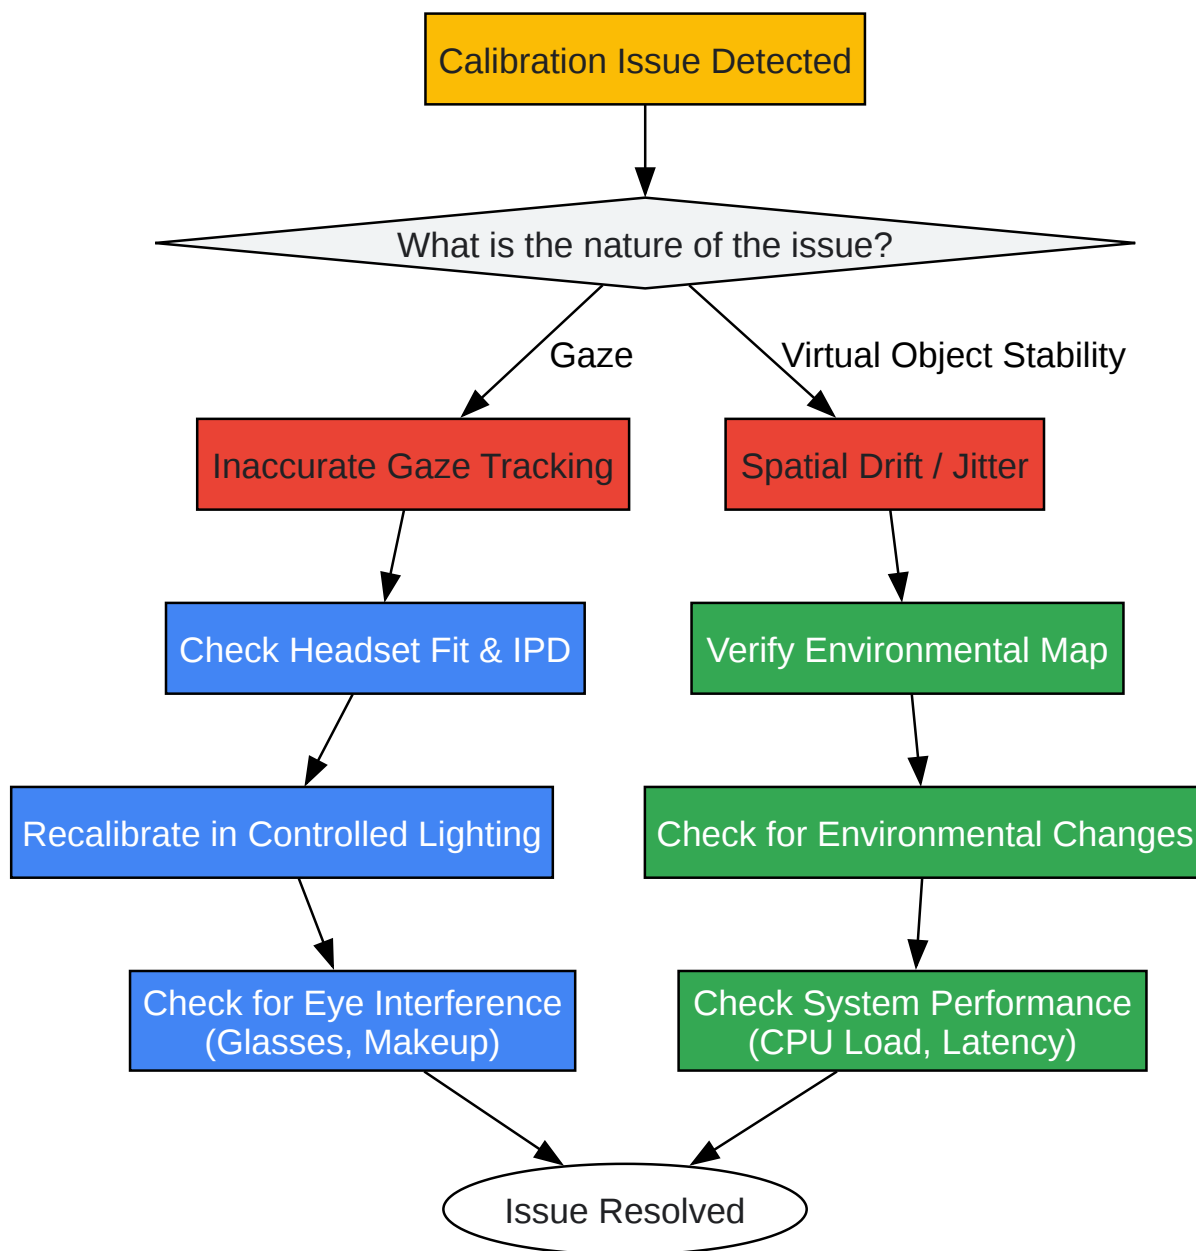 Calibration Issue Detected
What is the nature of the issue?
Gaze
Virtual Object Stability
Inaccurate Gaze Tracking
Spatial Drift / Jitter
Check Headset Fit & IPD
Verify Environmental Map
Recalibrate in Controlled Lighting
Check for Environmental Changes
Check for Eye Interference
(Glasses, Makeup)
Check System Performance
(CPU Load, Latency)
Issue Resolved